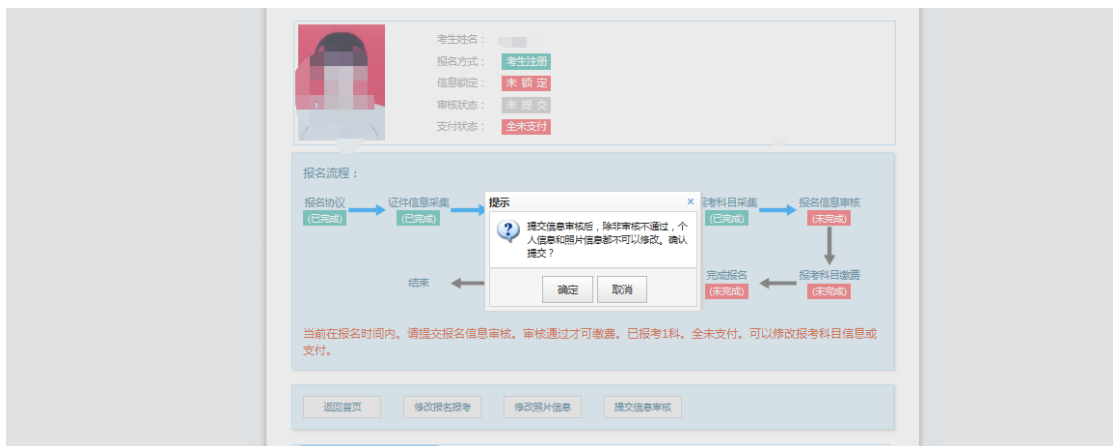 考生姓名：
报名方式： 考生注册
信息锁定： 未 锁 定
审核状态： 未 提 交
支付状态： 全未支付
报名流程：
报名协议 证件信息采集 报考科目采集 报名信息审核
(已完成) (已完成) (已完成) (未完成)
提示 ×
提交信息审核后，除非审核不通过，个
人信息和照片信息都不可以修改。确认
提交？
确定 取消
结束 完成报名 报考科目缴费
(未完成) (未完成)
当前在报名时间内。请提交报名信息审核。审核通过才可缴费。已报考1科。全未支付。可以修改报考科目信息或
支付。
返回首页 修改报名报考 修改照片信息 提交信息审核